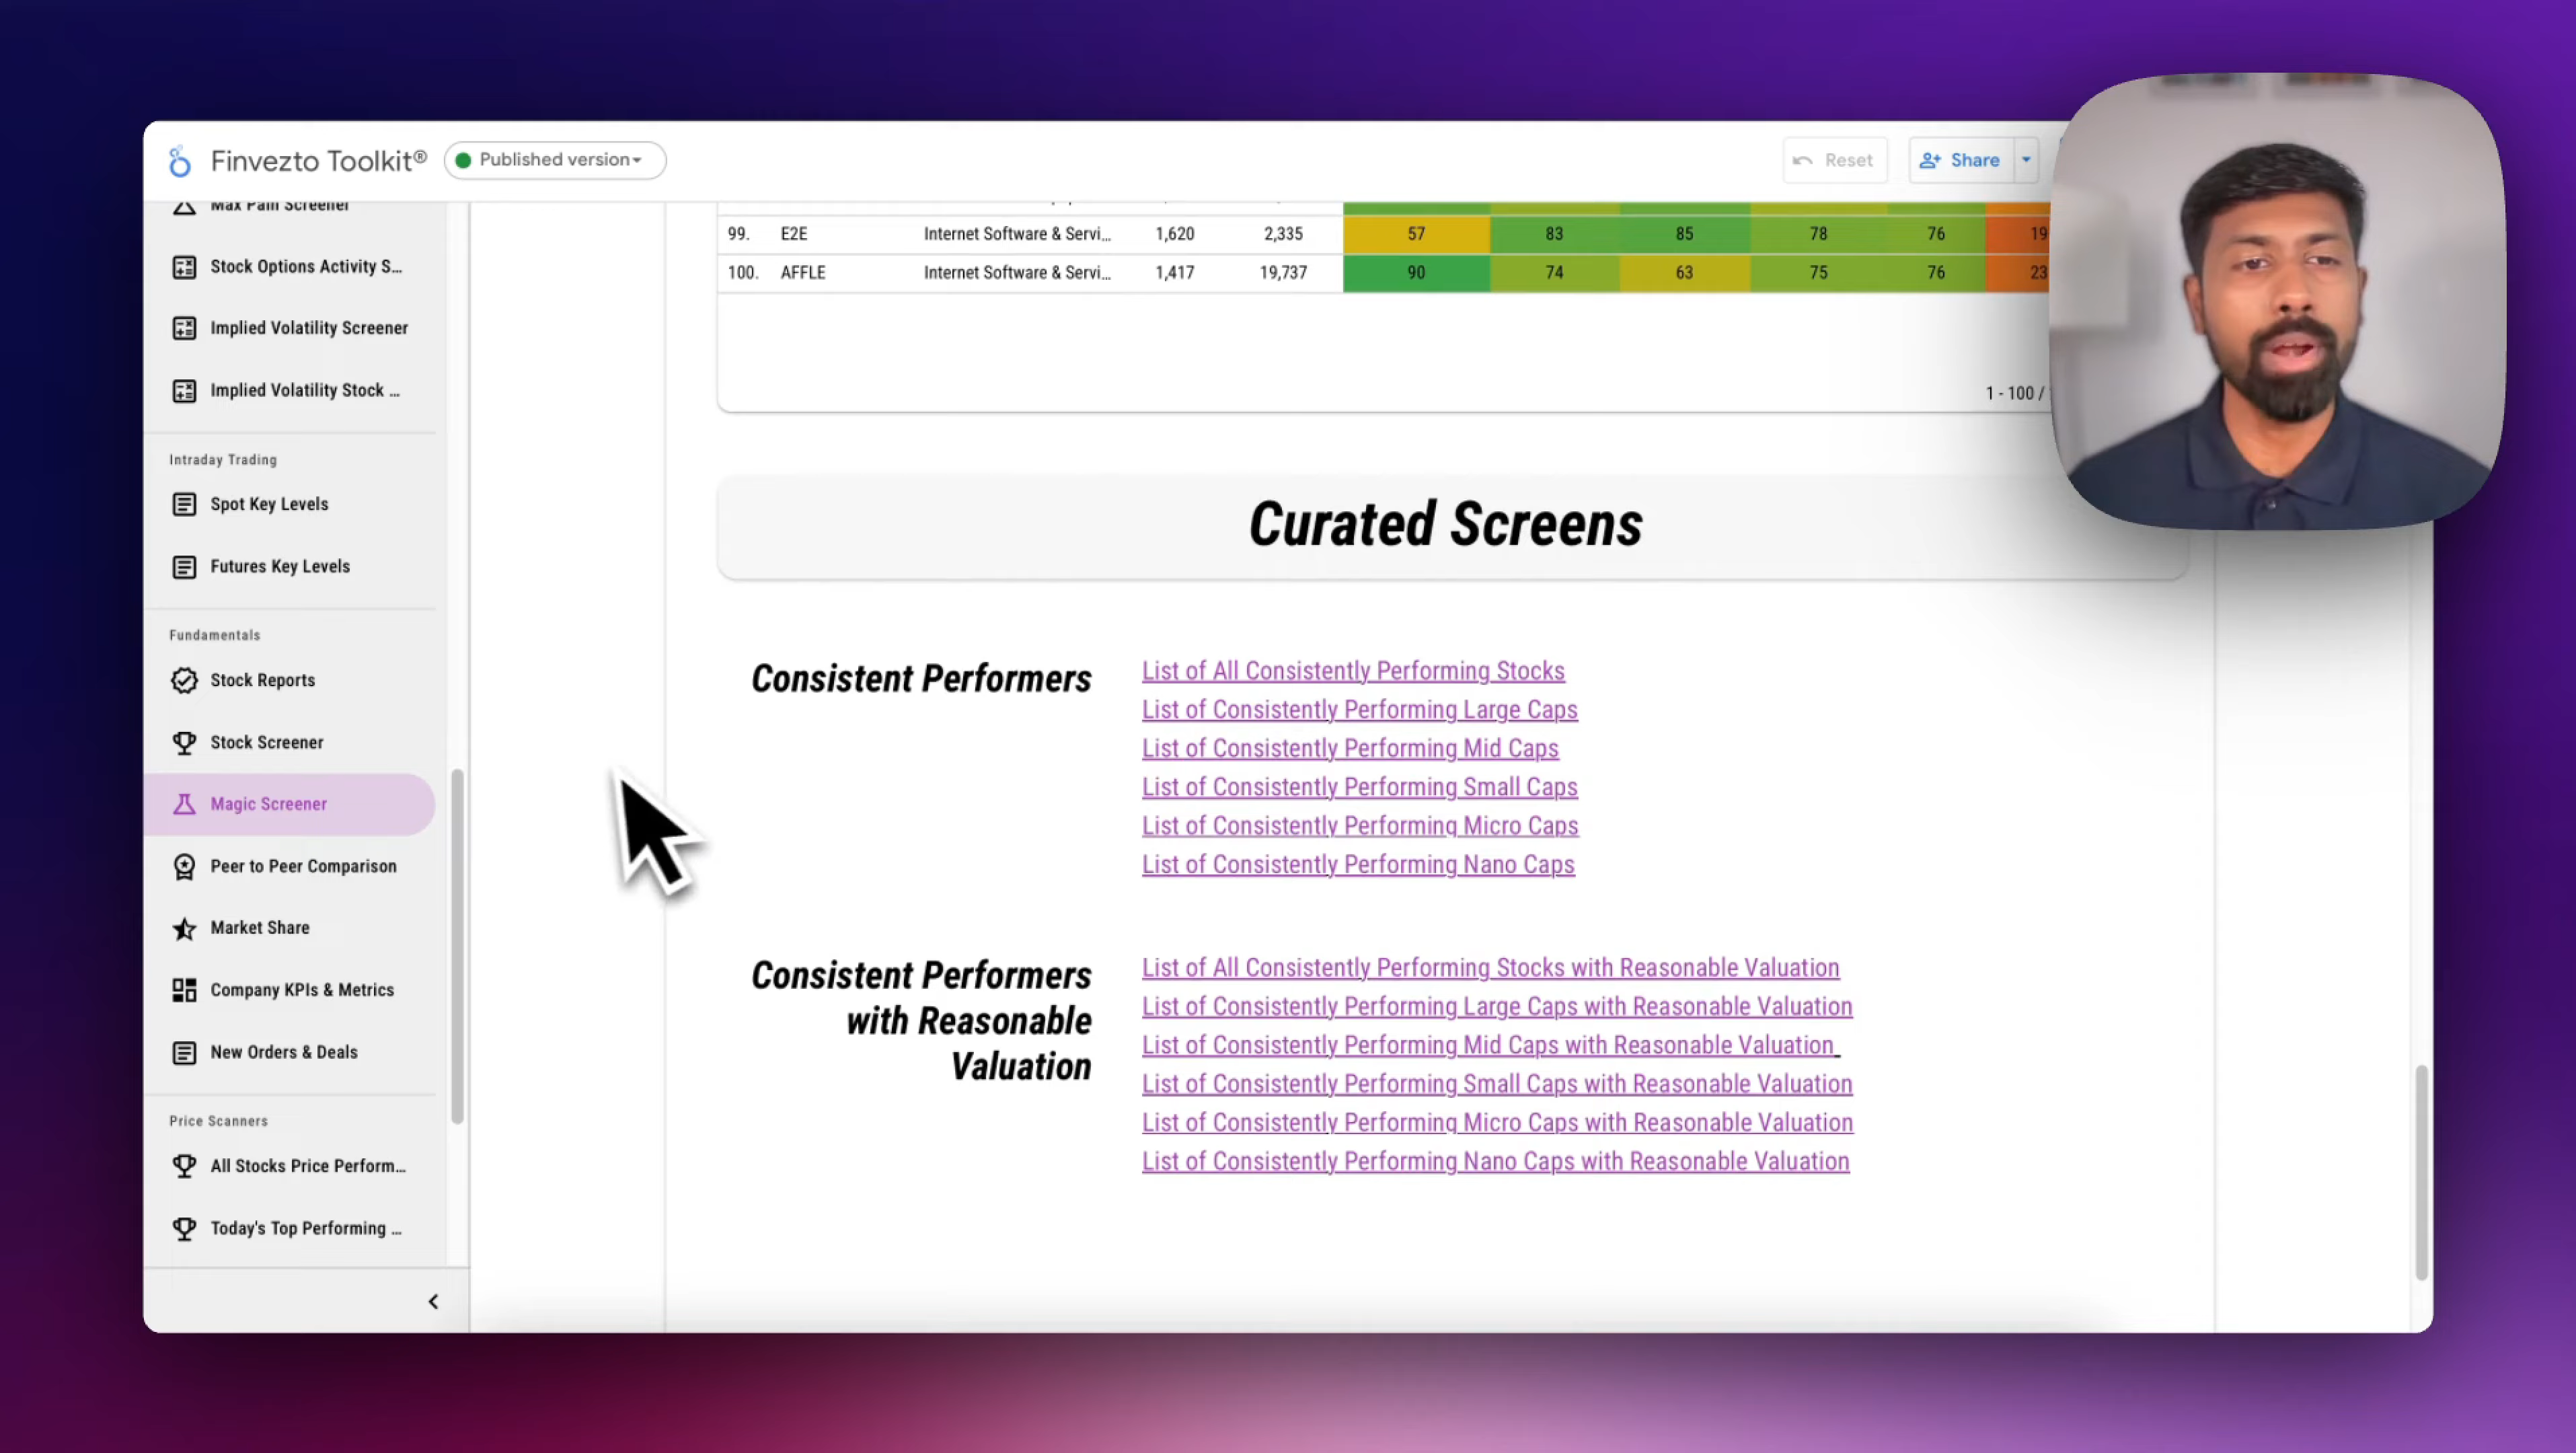 Finvezto Toolkit®
Published version
Reset
Share
Max Pain Screener
Stock Options Activity S...
Implied Volatility Screener
Implied Volatility Stock ...
Intraday Trading
Spot Key Levels
Futures Key Levels
Fundamentals
Stock Reports
Stock Screener
Magic Screener
Peer to Peer Comparison
Market Share
Company KPIs & Metrics
New Orders & Deals
Price Scanners
All Stocks Price Perform...
Today's Top Performing ...
99. E2E Internet Software & Servi... 1,620 2,335 57 83 85 78 76 19
100. AFFLE Internet Software & Servi... 1,417 19,737 90 74 63 75 76 23
1 - 100 /
Curated Screens
Consistent Performers
List of All Consistently Performing Stocks
List of Consistently Performing Large Caps
List of Consistently Performing Mid Caps
List of Consistently Performing Small Caps
List of Consistently Performing Micro Caps
List of Consistently Performing Nano Caps
Consistent Performers
with Reasonable
Valuation
List of All Consistently Performing Stocks with Reasonable Valuation
List of Consistently Performing Large Caps with Reasonable Valuation
List of Consistently Performing Mid Caps with Reasonable Valuation
List of Consistently Performing Small Caps with Reasonable Valuation
List of Consistently Performing Micro Caps with Reasonable Valuation
List of Consistently Performing Nano Caps with Reasonable Valuation